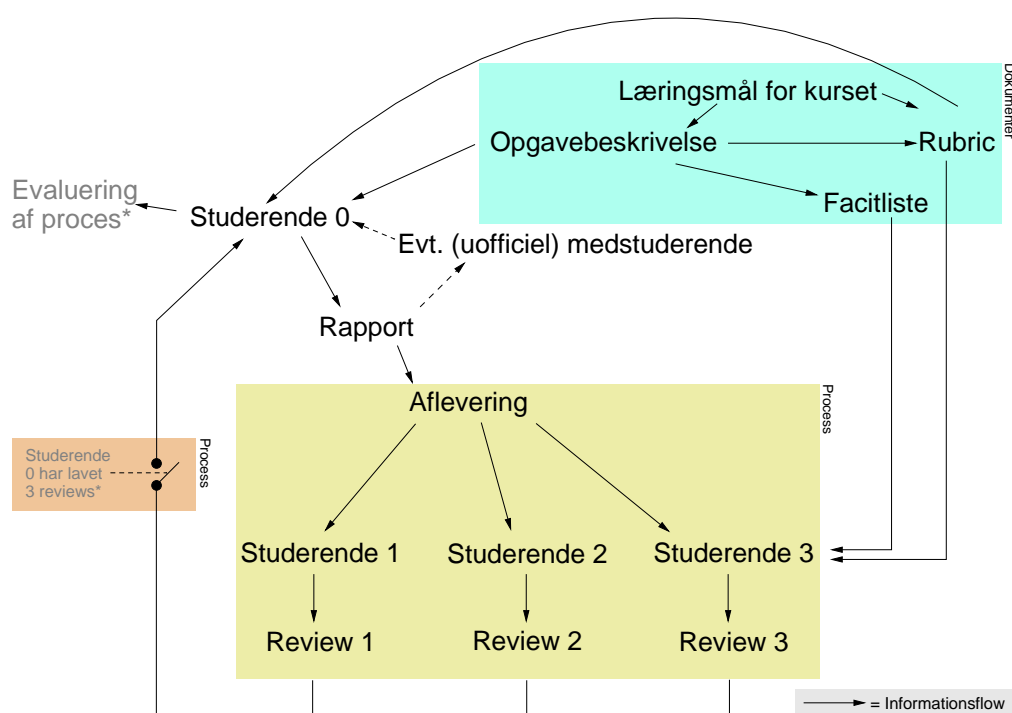 Dokumenter
Læringsmål for kurset
Opgavebeskrivelse
Rubric
Facitliste
Evaluering
af proces*
Studerende 0
Evt. (uofficiel) medstuderende
Rapport
Process
Aflevering
Process
Studerende
0 har lavet
3 reviews*
Studerende 1
Studerende 2
Studerende 3
Review 1
Review 2
Review 3
= Informationsflow